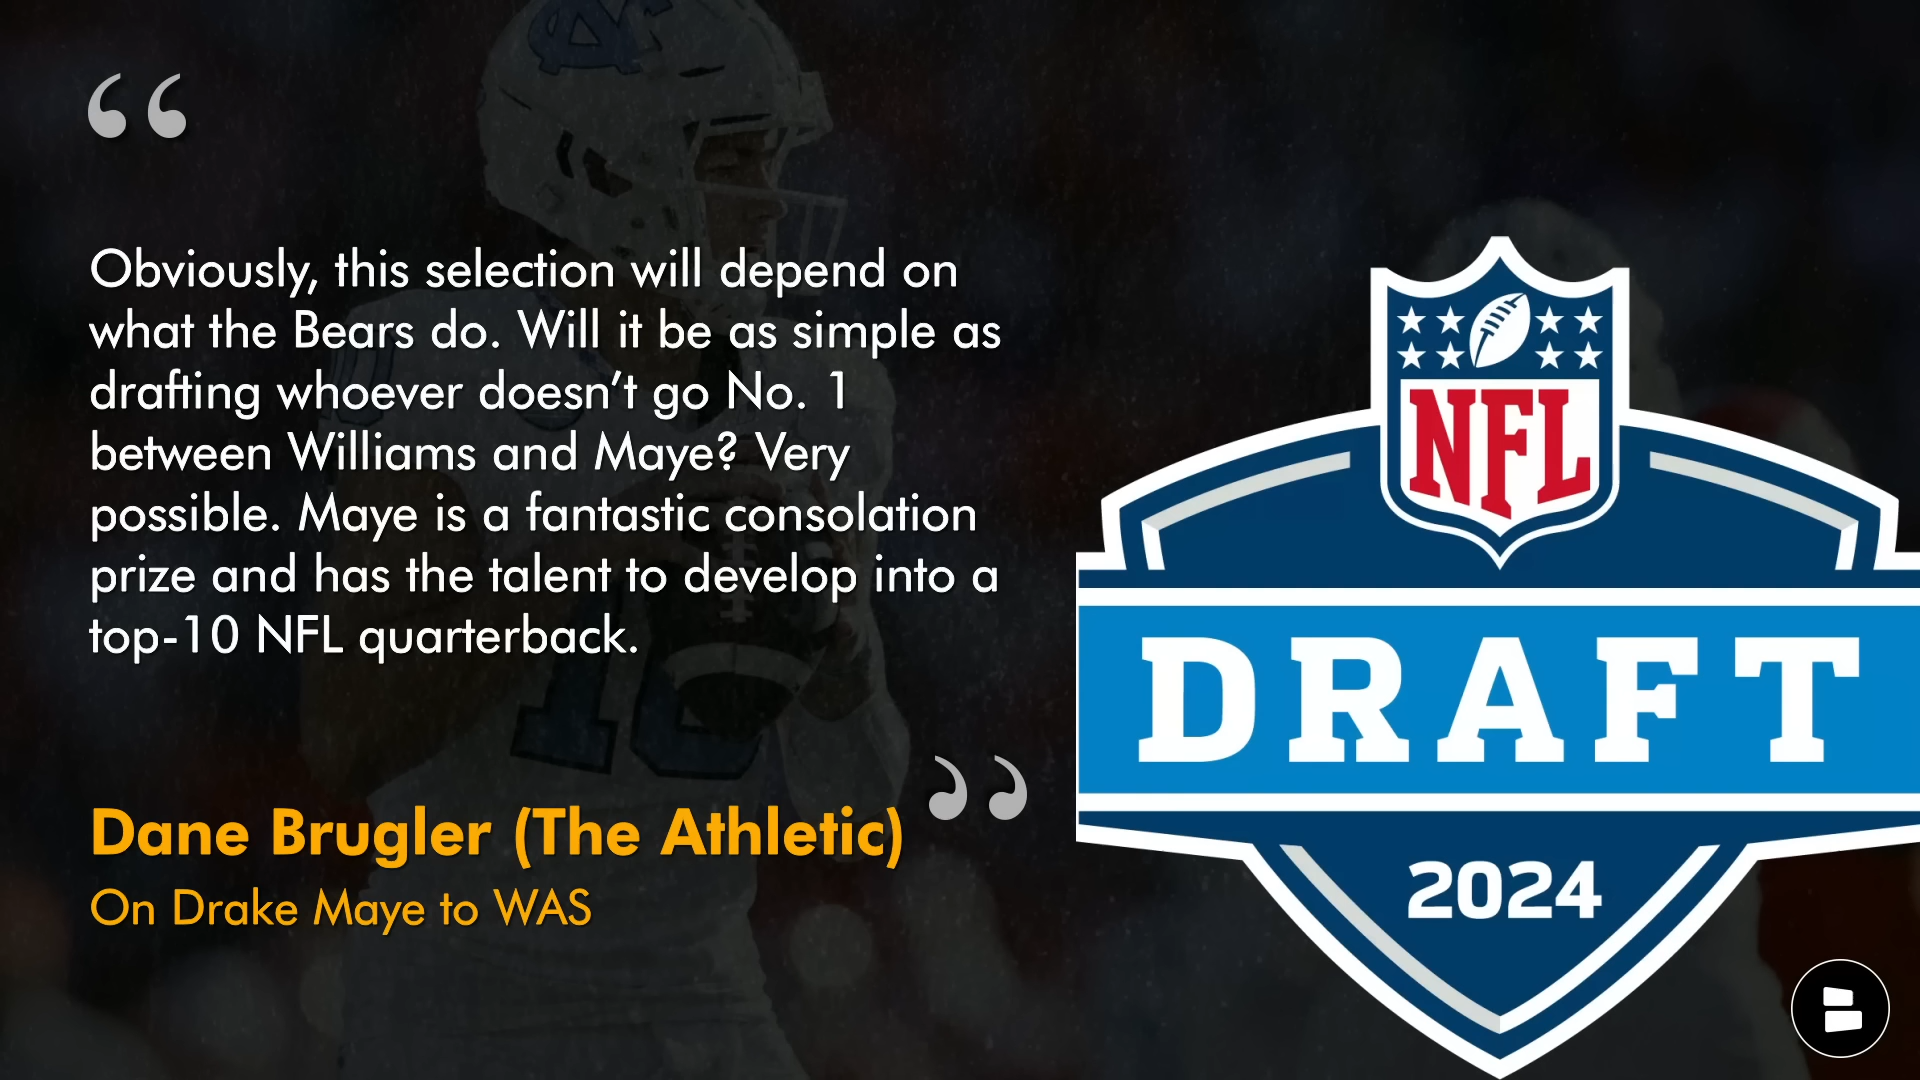 “
Obviously, this selection will depend on
what the Bears do. Will it be as simple as
drafting whoever doesn’t go No. 1
between Williams and Maye? Very
possible. Maye is a fantastic consolation
prize and has the talent to develop into a
top-10 NFL quarterback.
”
Dane Brugler (The Athletic)
On Drake Maye to WAS
NFL
DRAFT
2024
NC
10